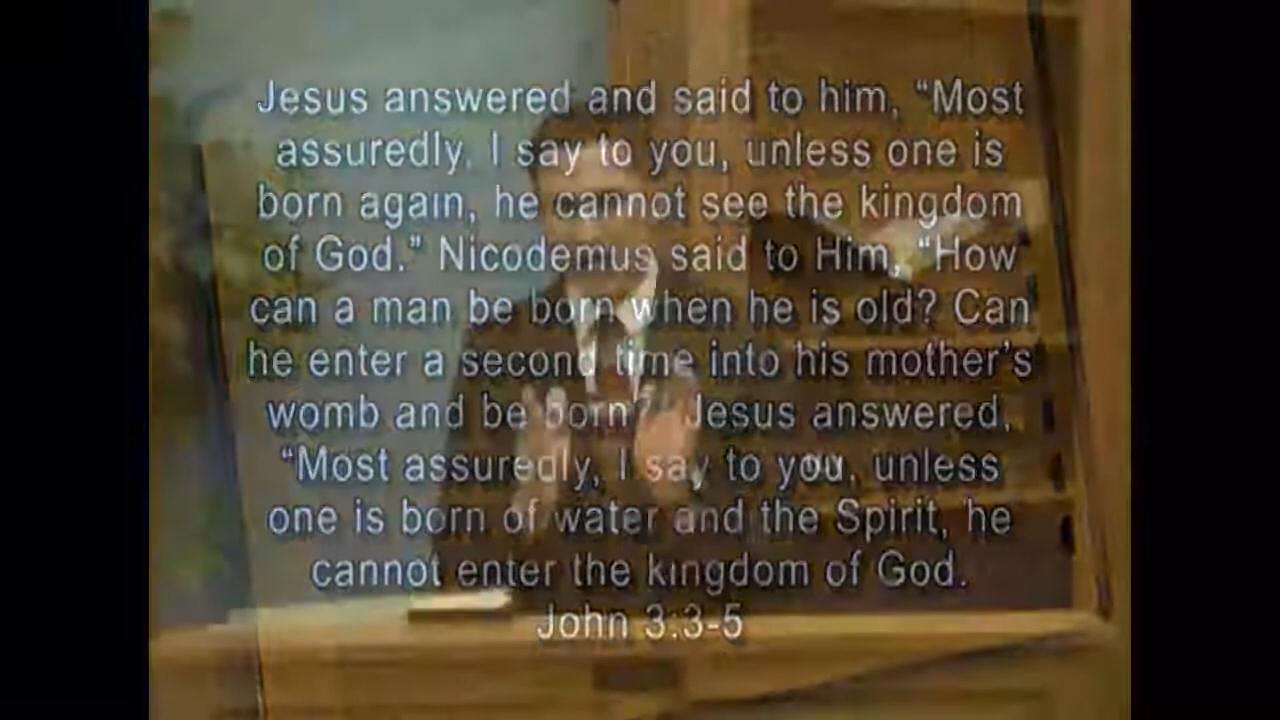 Jesus answered and said to him, “Most
assuredly, I say to you, unless one is
born again, he cannot see the kingdom
of God.” Nicodemus said to Him, “How
can a man be born when he is old? Can
he enter a second time into his mother’s
womb and be born?” Jesus answered,
“Most assuredly, I say to you, unless
one is born of water and the Spirit, he
cannot enter the kingdom of God.
John 3:3-5